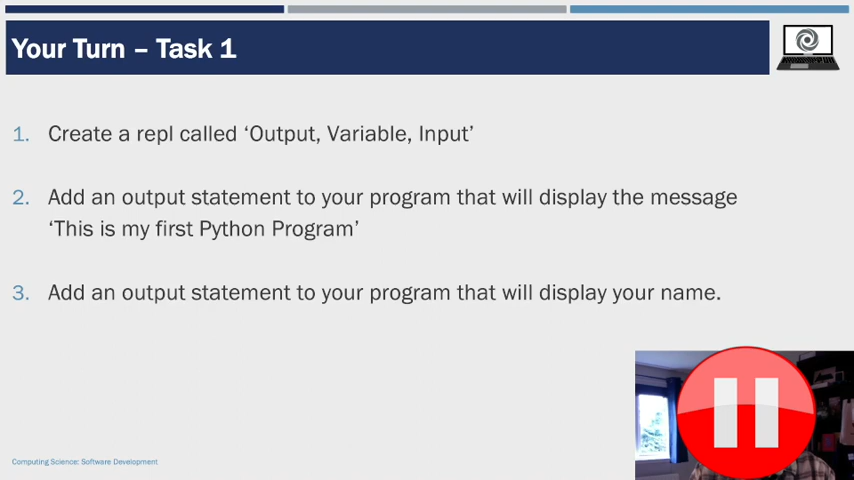 Your Turn – Task 1
1. Create a repl called ‘Output, Variable, Input’
2. Add an output statement to your program that will display the message
‘This is my first Python Program’
3. Add an output statement to your program that will display your name.
Computing Science: Software Development